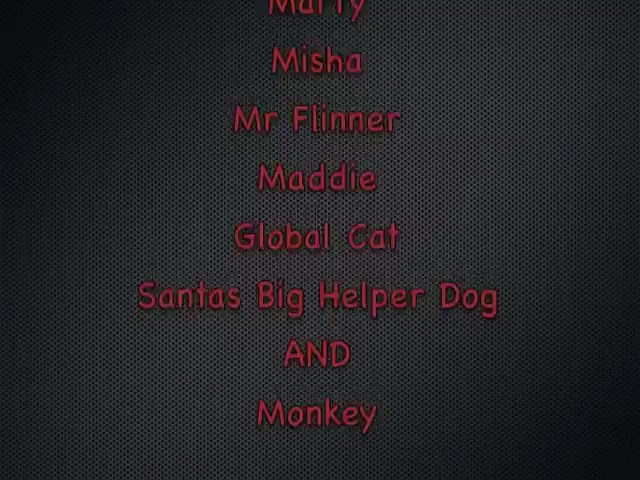 Misha
Mr Flinner
Maddie
Global Cat
Santas Big Helper Dog
AND
Monkey